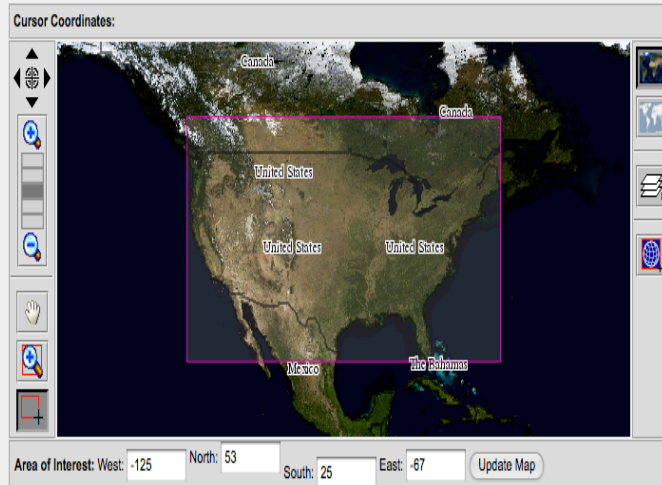 Cursor Coordinates:
Canada
Canada
United States
United States
United States
Mexico
The Bahamas
Area of Interest: West: -125 North: 53 South: 25 East: -67 Update Map